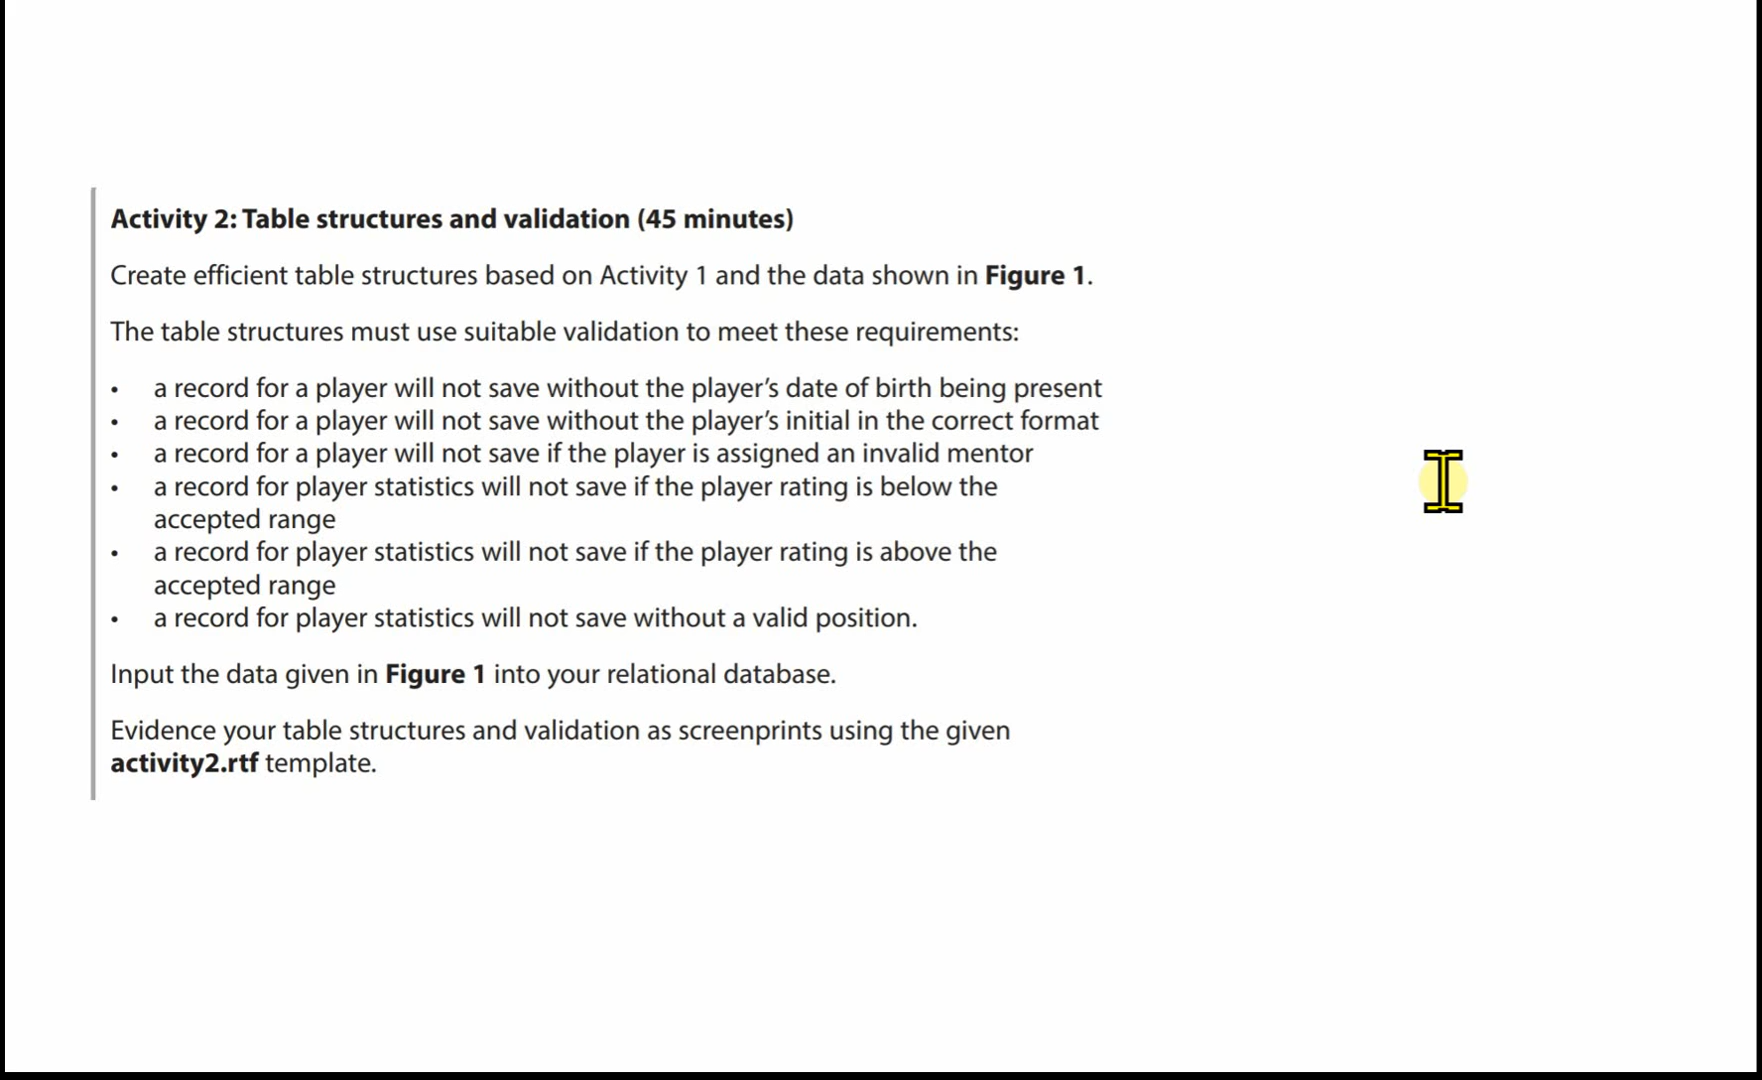 Activity 2: Table structures and validation (45 minutes)
Create efficient table structures based on Activity 1 and the data shown in Figure 1.
The table structures must use suitable validation to meet these requirements:
• a record for a player will not save without the player’s date of birth being present
• a record for a player will not save without the player’s initial in the correct format
• a record for a player will not save if the player is assigned an invalid mentor
• a record for player statistics will not save if the player rating is below the
accepted range
• a record for player statistics will not save if the player rating is above the
accepted range
• a record for player statistics will not save without a valid position.
Input the data given in Figure 1 into your relational database.
Evidence your table structures and validation as screenprints using the given
activity2.rtf template.